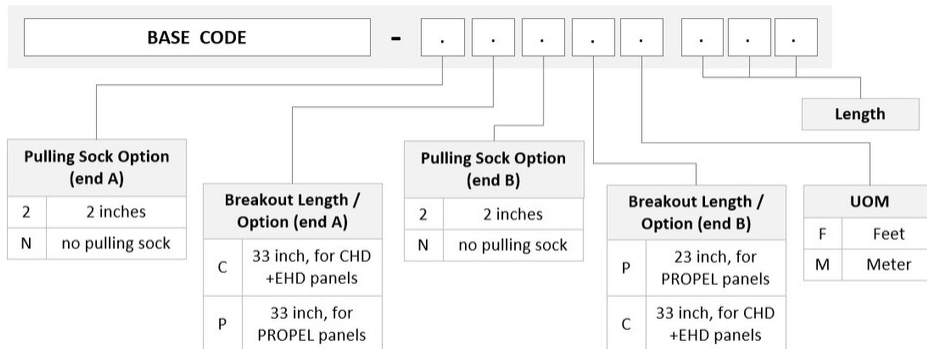 BASE CODE - . . . . . . . .
Length
Pulling Sock Option
(end A)
2 2 inches
N no pulling sock
Breakout Length /
Option (end A)
C 33 inch, for CHD
+EHD panels
P 33 inch, for
PROPEL panels
Pulling Sock Option
(end B)
2 2 inches
N no pulling sock
Breakout Length /
Option (end B)
P 23 inch, for
PROPEL panels
C 33 inch, for CHD
+EHD panels
UOM
F Feet
M Meter